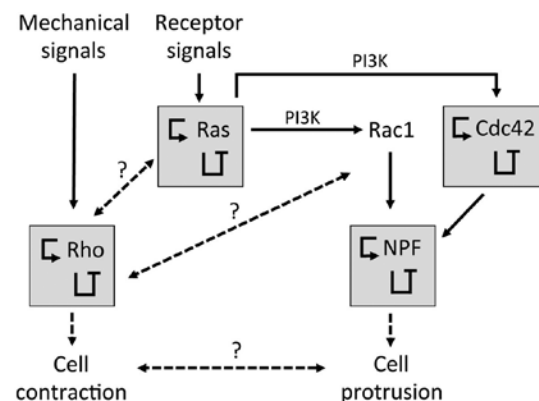 Mechanical signals
Receptor signals
PI3K
Ras
PI3K
Rac1
Cdc42
?
?
Rho
NPF
?
Cell contraction
Cell protrusion